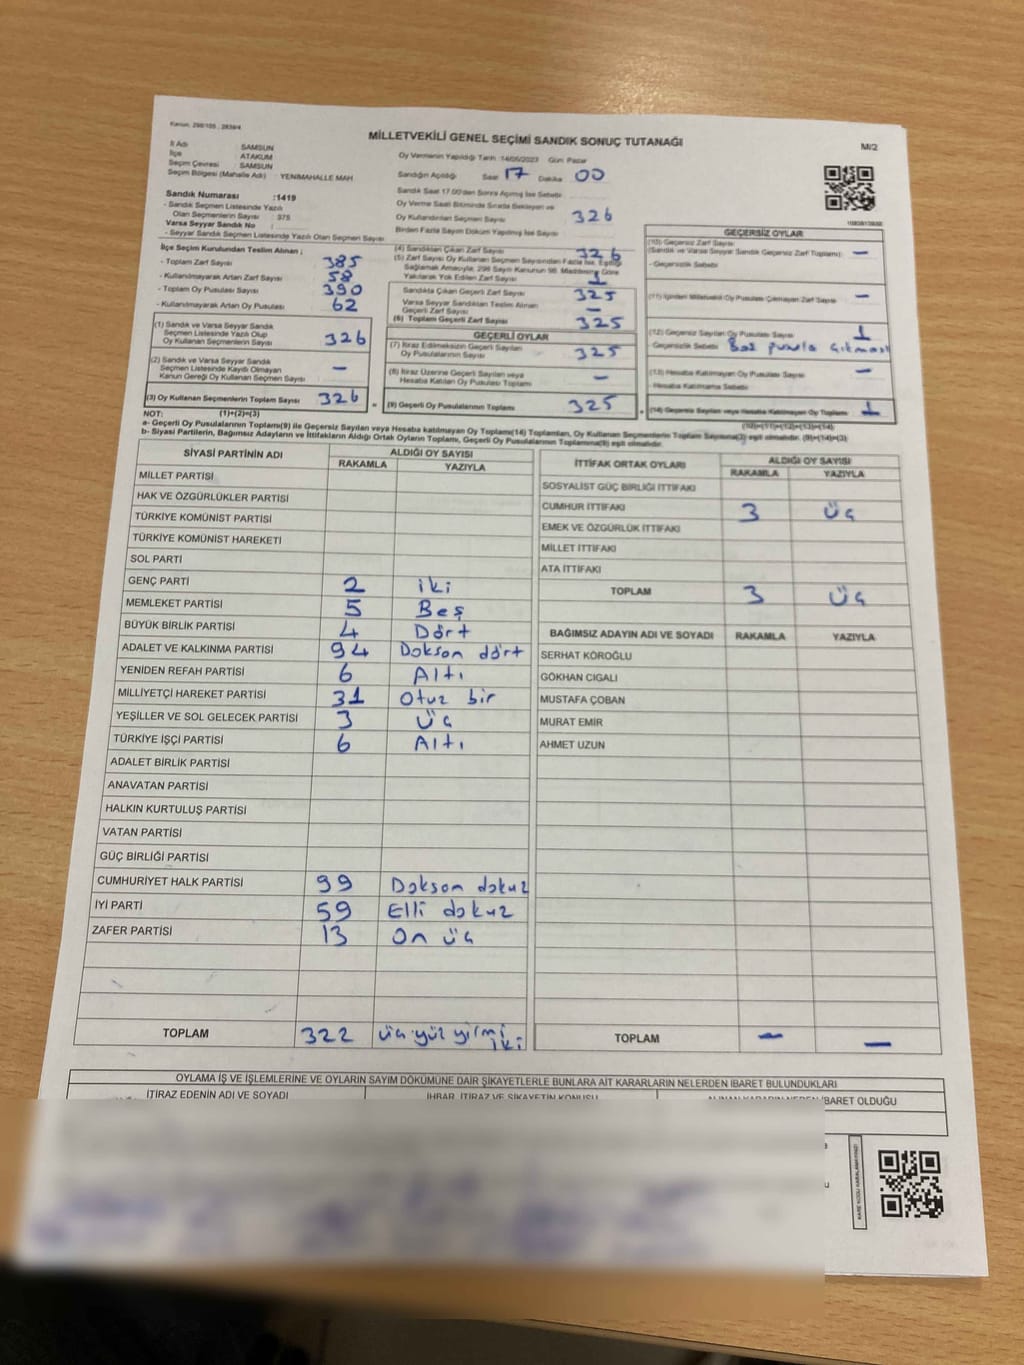 Kanun: 298/105 , 2839/4
MİLLETVEKİLİ GENEL SEÇİMİ SANDIK SONUÇ TUTANAĞI
M/2
İl Adı : SAMSUN
İlçe : ATAKUM
Seçim Çevresi : SAMSUN
Seçim Bölgesi (Mahalle Adı) : YENİMAHALLE MAH
Oy Vermenin Yapıldığı Tarih :14/05/2023 Gün Pazar
Sandığın Açıldığı Saat 17 Dakika 00
Sandık Saat 17.00'den Sonra Açılmış İse Sebebi
Oy Verme Saati Bitiminde Sırada Bekleyen ve
Oy Kullandırılan Seçmen Sayısı 326
Birden Fazla Sayım Döküm Yapılmış İse Sayısı
Sandık Numarası :1419
- Sandık Seçmen Listesinde Yazılı
Olan Seçmenlerin Sayısı : 375
Varsa Seyyar Sandık No :
- Seyyar Sandık Seçmen Listesinde Yazılı Olan Seçmen Sayısı
İlçe Seçim Kurulundan Teslim Alınan ;
- Toplam Zarf Sayısı 385
- Kullanılmayarak Artan Zarf Sayısı 58
- Toplam Oy Pusulası Sayısı 390
- Kullanılmayarak Artan Oy Pusulası 62
(1) Sandık ve Varsa Seyyar Sandık
Seçmen Listesinde Yazılı Olup
Oy Kullanan Seçmenlerin Sayısı 326
(2) Sandık ve Varsa Seyyar Sandık
Seçmen Listesinde Kaydı Olmayan
Kanun Gereği Oy Kullanan Seçmen Sayısı –
(3) Oy Kullanan Seçmenlerin Toplam Sayısı 326
(4) Sandıktan Çıkan Zarf Sayısı 326
(5) Zarf Sayısı Oy Kullanan Seçmen Sayısından Fazla İse, Eşitliği
Sağlamak Amacıyla, 298 Sayılı Kanunun 98. Maddesine Göre
Yakılarak Yok Edilen Zarf Sayısı 1
Sandıkta Çıkan Geçerli Zarf Sayısı 325
Varsa Seyyar Sandıktan Teslim Alınan
Geçerli Zarf Sayısı –
(6) Toplam Geçerli Zarf Sayısı 325
GEÇERLİ OYLAR
(7) İtiraz Edilmeksizin Geçerli Sayılan
Oy Pusulalarının Sayısı 325
(8) İtiraz Üzerine Geçerli Sayılan veya
Hesaba Katılan Oy Pusulası Toplamı –
= (9) Geçerli Oy Pusulalarının Toplamı 325
GEÇERSİZ OYLAR
(10) Geçersiz Zarf Sayısı
(Sandık ve Varsa Seyyar Sandık Geçersiz Zarf Toplamı): –
- Geçersizlik Sebebi
(11) İçinden Milletvekili Oy Pusulası Çıkmayan Zarf Sayısı –
(12) Geçersiz Sayılan Oy Pusulası Sayısı 1
- Geçersizlik Sebebi Boş pusula çıkması
(13) Hesaba Katılmayan Oy Pusulası Sayısı –
- Hesaba Katılmama Sebebi
+ (14) Geçersiz Sayılan veya Hesaba Katılmayan Oy Toplamı 1
NOT: (1)+(2)=(3)
(10)+(11)+(12)+(13)=(14)
a- Geçerli Oy Pusulalarının Toplamı(9) ile Geçersiz Sayılan veya Hesaba katılmayan Oy Toplamı(14) Toplamları, Oy Kullanan Seçmenlerin Toplam Sayısına(3) eşit olmalıdır. (9)+(14)=(3)
b- Siyasi Partilerin, Bağımsız Adayların ve İttifakların Aldığı Ortak Oyların Toplamı, Geçerli Oy Pusulalarının Toplamına(9) eşit olmalıdır.
SİYASİ PARTİNİN ADI
ALDIĞI OY SAYISI
RAKAMLA YAZIYLA
MİLLET PARTİSİ
HAK VE ÖZGÜRLÜKLER PARTİSİ
TÜRKİYE KOMÜNİST PARTİSİ
TÜRKİYE KOMÜNİST HAREKETİ
SOL PARTİ
GENÇ PARTİ 2 iki
MEMLEKET PARTİSİ 5 Beş
BÜYÜK BİRLİK PARTİSİ 4 Dört
ADALET VE KALKINMA PARTİSİ 94 Doksan dört
YENİDEN REFAH PARTİSİ 6 Altı
MİLLİYETÇİ HAREKET PARTİSİ 31 Otuz bir
YEŞİLLER VE SOL GELECEK PARTİSİ 3 Üç
TÜRKİYE İŞÇİ PARTİSİ 6 Altı
ADALET BİRLİK PARTİSİ
ANAVATAN PARTİSİ
HALKIN KURTULUŞ PARTİSİ
VATAN PARTİSİ
GÜÇ BİRLİĞİ PARTİSİ
CUMHURİYET HALK PARTİSİ 99 Doksan dokuz
İYİ PARTİ 59 Elli dokuz
ZAFER PARTİSİ 13 On üç
TOPLAM 322 Üç yüz yirmi iki
İTTİFAK ORTAK OYLARI
ALDIĞI OY SAYISI
RAKAMLA YAZIYLA
SOSYALİST GÜÇ BİRLİĞİ İTTİFAKI
CUMHUR İTTİFAKI 3 Üç
EMEK VE ÖZGÜRLÜK İTTİFAKI
MİLLET İTTİFAKI
ATA İTTİFAKI
TOPLAM 3 Üç
BAĞIMSIZ ADAYIN ADI VE SOYADI RAKAMLA YAZIYLA
SERHAT KÖROĞLU
GÖKHAN CIGALI
MUSTAFA ÇOBAN
MURAT EMİR
AHMET UZUN
TOPLAM – –
OYLAMA İŞ VE İŞLEMLERİNE VE OYLARIN SAYIM DÖKÜMÜNE DAİR ŞİKAYETLERLE BUNLARA AİT KARARLARIN NELERDEN İBARET BULUNDUKLARI
İTİRAZ EDENİN ADI VE SOYADI
İHBAR, İTİRAZ VE ŞİKAYETİN KONUSU
ALINAN KARARIN NEDEN İBARET OLDUĞU